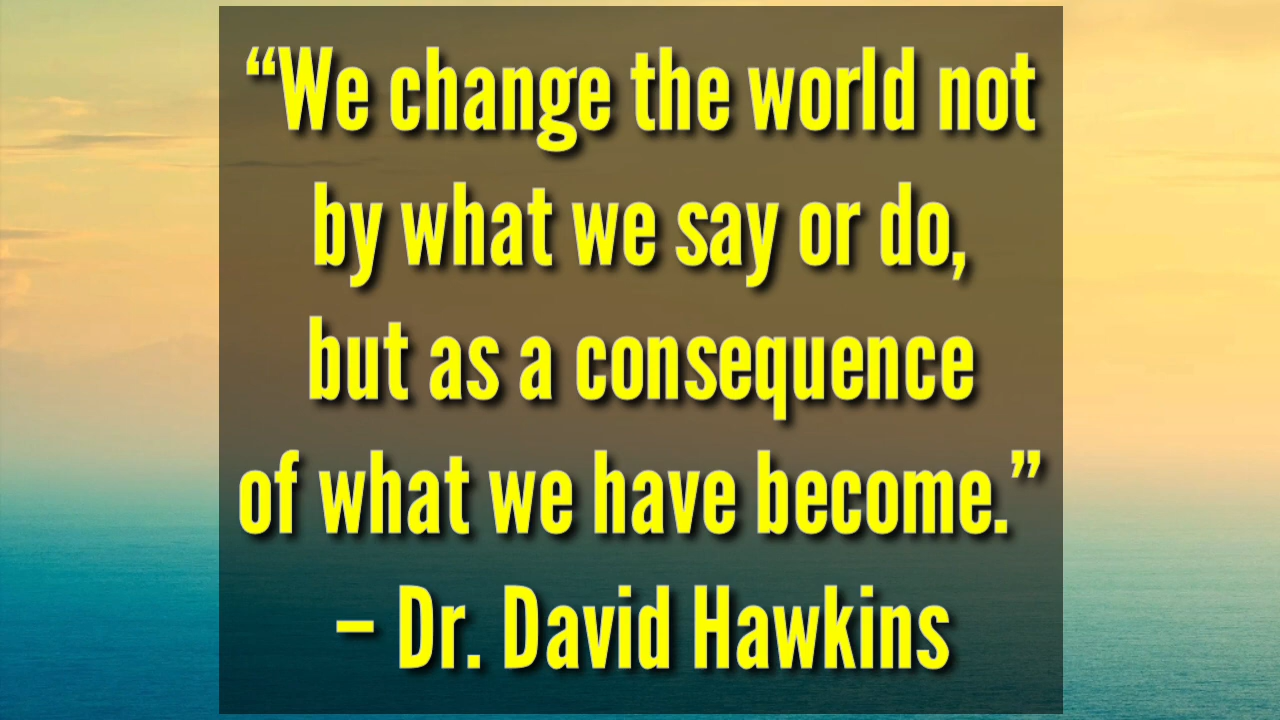 “We change the world not
by what we say or do,
but as a consequence
of what we have become.”
– Dr. David Hawkins